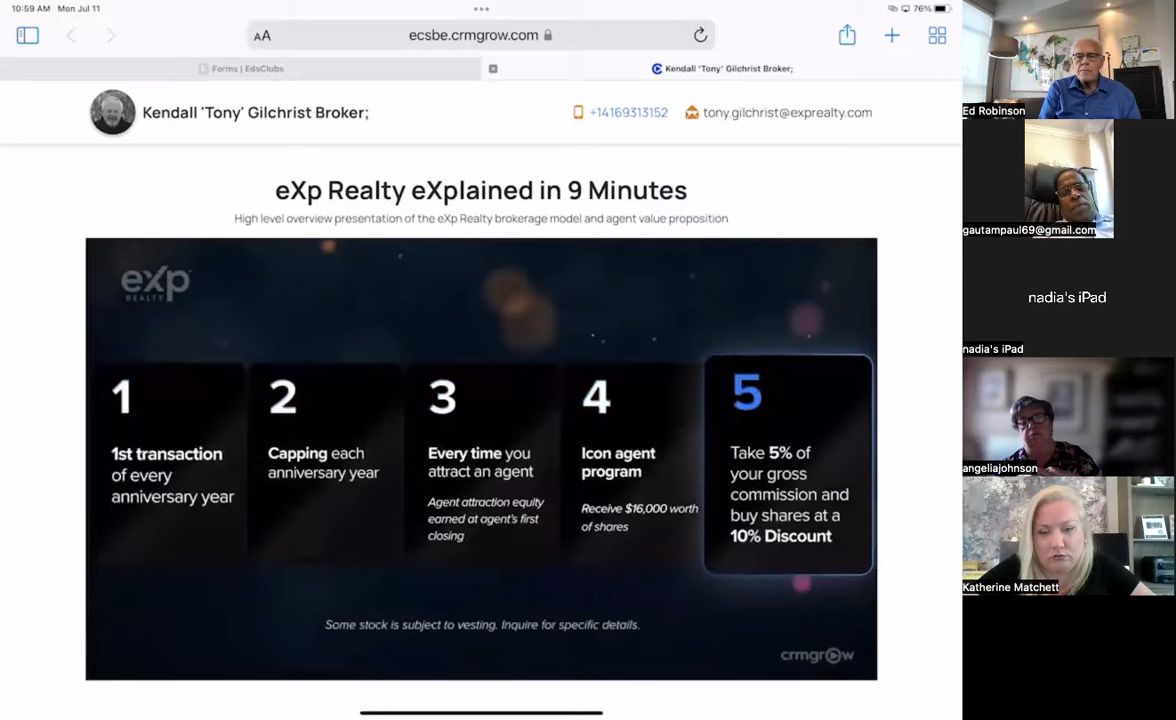 10:59 AM Mon Jul 11
76%
AA
ecsbe.crmgrow.com
Forms | EdsClubs
Kendall 'Tony' Gilchrist Broker;
Kendall 'Tony' Gilchrist Broker;
+14169313152
tony.gilchrist@exprealty.com
eXp Realty eXplained in 9 Minutes
High level overview presentation of the eXp Realty brokerage model and agent value proposition
eXp
REALTY
1
1st transaction
of every
anniversary year
2
Capping each
anniversary year
3
Every time you
attract an agent
Agent attraction equity
earned at agent's first
closing
4
Icon agent
program
Receive $16,000 worth
of shares
5
Take 5% of
your gross
commission and
buy shares at a
10% Discount
Some stock is subject to vesting. Inquire for specific details.
crmgrow
Ed Robinson
gautampaul69@gmail.com
nadia's iPad
nadia's iPad
angeliajohnson
Katherine Matchett